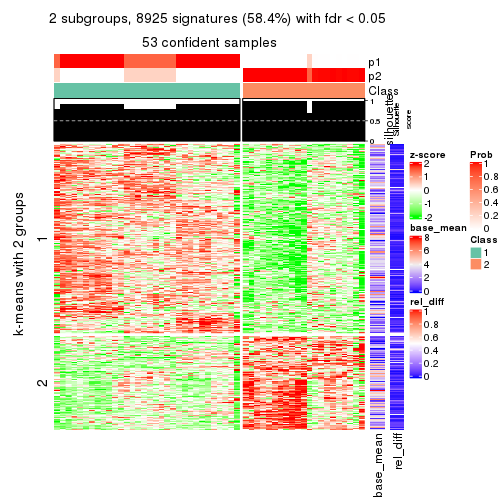 2 subgroups, 8925 signatures (58.4%) with fdr < 0.05
53 confident samples
p1
p2
Class
1
0.5
0
silhouette
Silhouette
score
k-means with 2 groups
1
2
base_mean
rel_diff
z-score
2
1
0
-1
-2
base_mean
8
6
4
2
0
rel_diff
1
0.8
0.6
0.4
0.2
0
Prob
1
0.8
0.6
0.4
0.2
0
Class
1
2